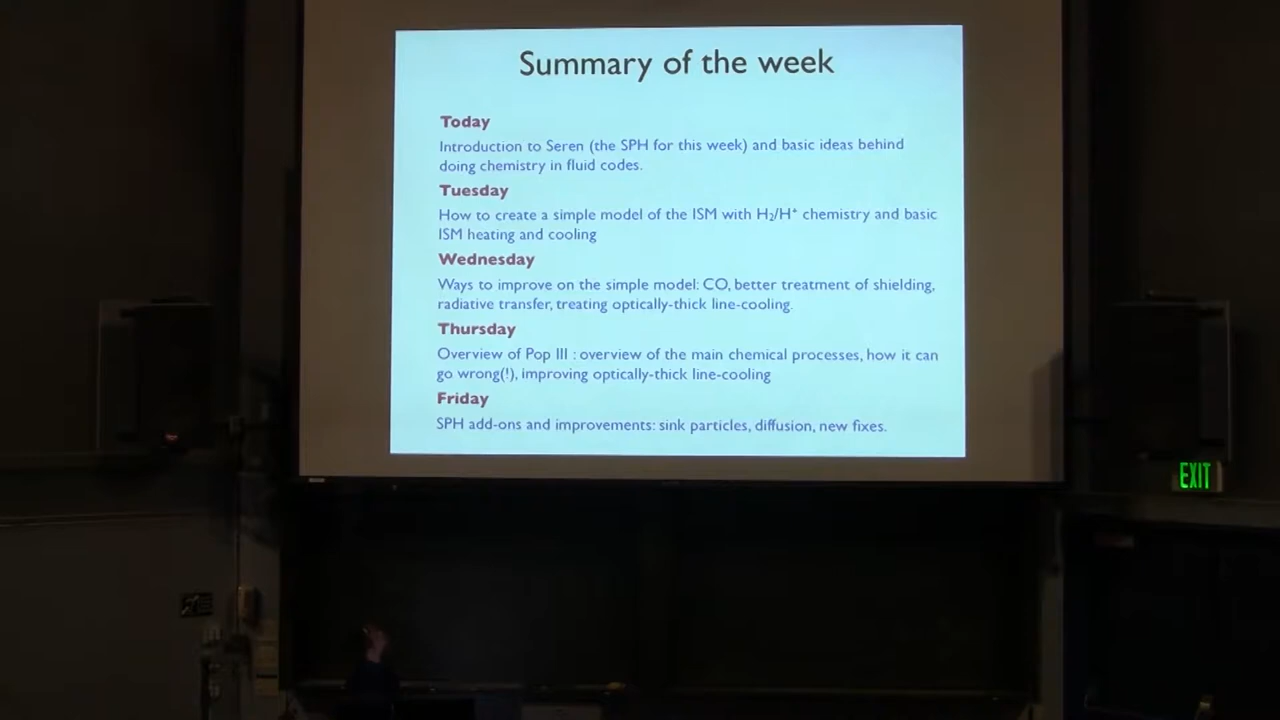 Summary of the week
Today
Introduction to Seren (the SPH for this week) and basic ideas behind
doing chemistry in fluid codes.
Tuesday
How to create a simple model of the ISM with H₂/H⁺ chemistry and basic
ISM heating and cooling
Wednesday
Ways to improve on the simple model: CO, better treatment of shielding,
radiative transfer, treating optically-thick line-cooling.
Thursday
Overview of Pop III : overview of the main chemical processes, how it can
go wrong(!), improving optically-thick line-cooling
Friday
SPH add-ons and improvements: sink particles, diffusion, new fixes.
EXIT